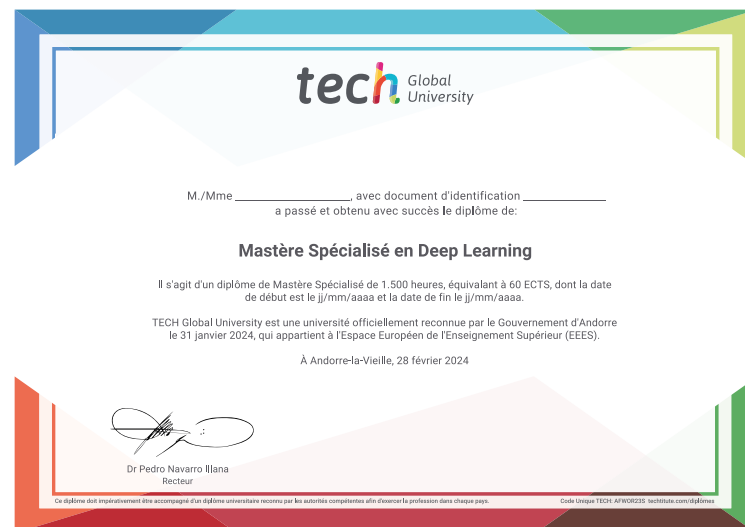 tech Global
University
M./Mme ____________________, avec document d'identification ______________
a passé et obtenu avec succès le diplôme de:
Mastère Spécialisé en Deep Learning
Il s'agit d'un diplôme de Mastère Spécialisé de 1.500 heures, équivalant à 60 ECTS, dont la date
de début est le jj/mm/aaaa et la date de fin le jj/mm/aaaa.
TECH Global University est une université officiellement reconnue par le Gouvernement d'Andorre
le 31 janvier 2024, qui appartient à l'Espace Européen de l'Enseignement Supérieur (EEES).
À Andorre-la-Vieille, 28 février 2024
Dr Pedro Navarro Illana
Recteur
Ce diplôme doit impérativement être accompagné d'un diplôme universitaire reconnu par les autorités compétentes afin d'exercer la profession dans chaque pays. Code Unique TECH: AFWOR23S techtitute.com/diplômes